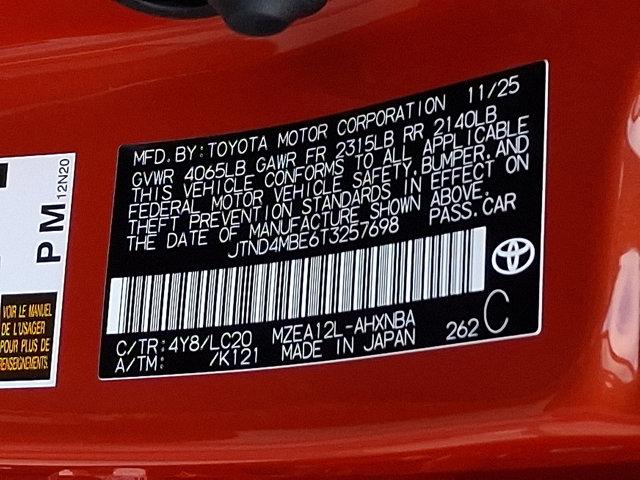 MFD. BY: TOYOTA MOTOR CORPORATION 11/25
GVWR 4065LB GAWR FR 2315LB RR 2140LB
THIS VEHICLE CONFORMS TO ALL APPLICABLE
FEDERAL MOTOR VEHICLE SAFETY, BUMPER, AND
THEFT PREVENTION STANDARDS IN EFFECT ON
THE DATE OF MANUFACTURE SHOWN ABOVE.
JTND4MBE6T3257698 PASS. CAR
C/TR: 4Y8/LC20 MZEA12L-AHXNBA 262 C
A/TM: /K121 MADE IN JAPAN
PM 12N20
VOIR LE MANUEL
DE L'USAGER
POUR PLUS DE
RENSEIGNEMENTS